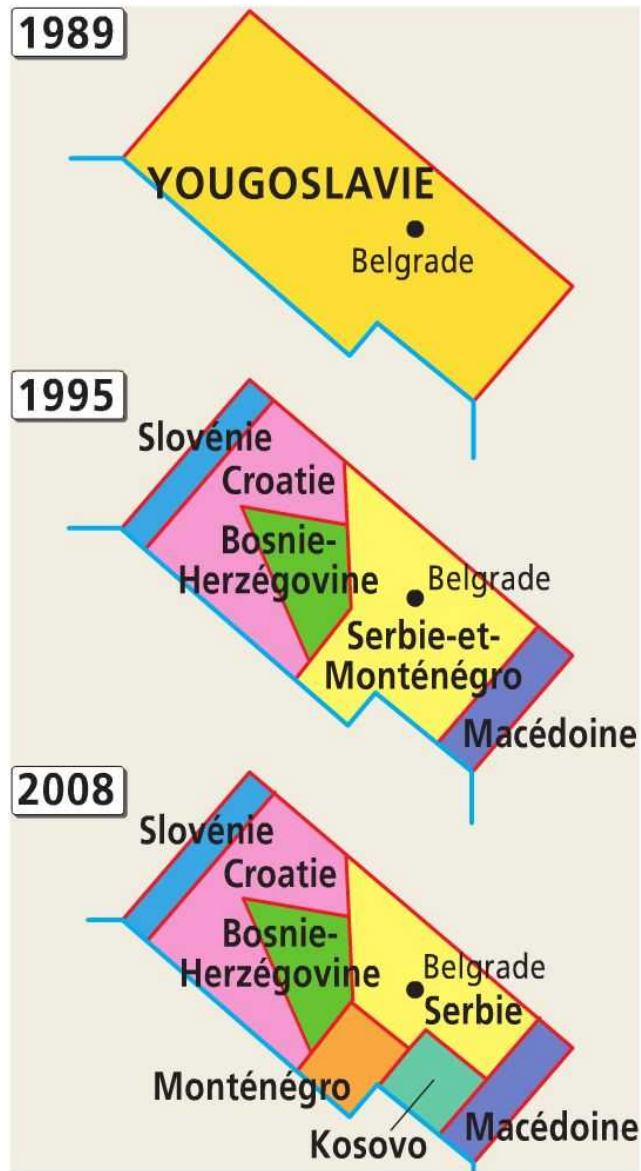 1989
YOUGOSLAVIE
Belgrade
1995
Slovénie
Croatie
Bosnie-
Herzégovine
Belgrade
Serbie-et-
Monténégro
Macédoine
2008
Slovénie
Croatie
Bosnie-
Herzégovine
Belgrade
Serbie
Monténégro
Kosovo
Macédoine